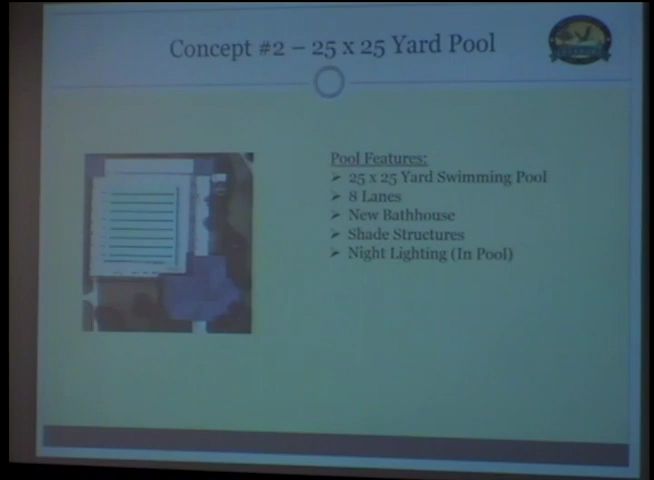 Concept #2 – 25 x 25 Yard Pool
Pool Features:
➢ 25 x 25 Yard Swimming Pool
➢ 8 Lanes
➢ New Bathhouse
➢ Shade Structures
➢ Night Lighting (In Pool)